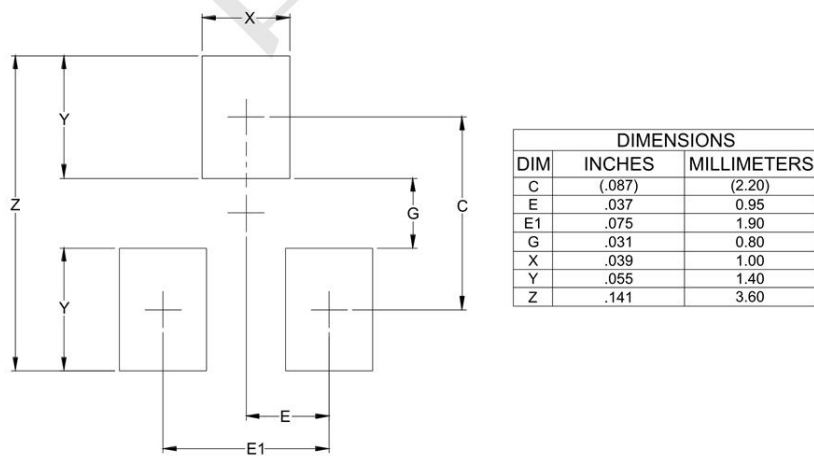 X
Y
Z
G
C
Y
E
E1
DIMENSIONS
DIM INCHES MILLIMETERS
C (.087) (2.20)
E .037 0.95
E1 .075 1.90
G .031 0.80
X .039 1.00
Y .055 1.40
Z .141 3.60